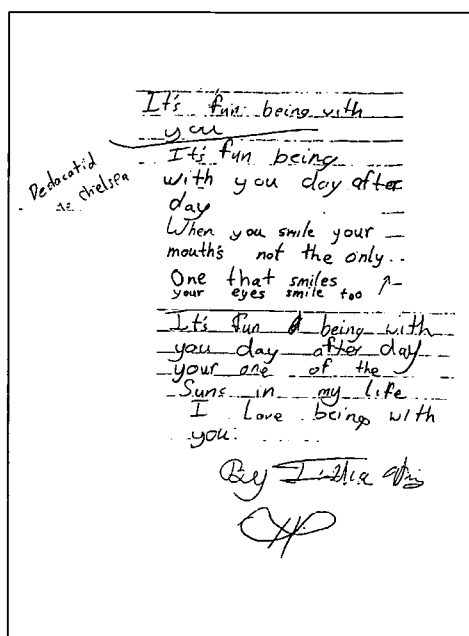 It's fun being with
you
Dedacatid
to Chelsea
It's fun being
with you day after
day
When you smile your
mouth's not the only
One that smiles
your eyes smile too
It's fun being with
you day after day
your one of the
Suns in my life
I love being with
you.
By